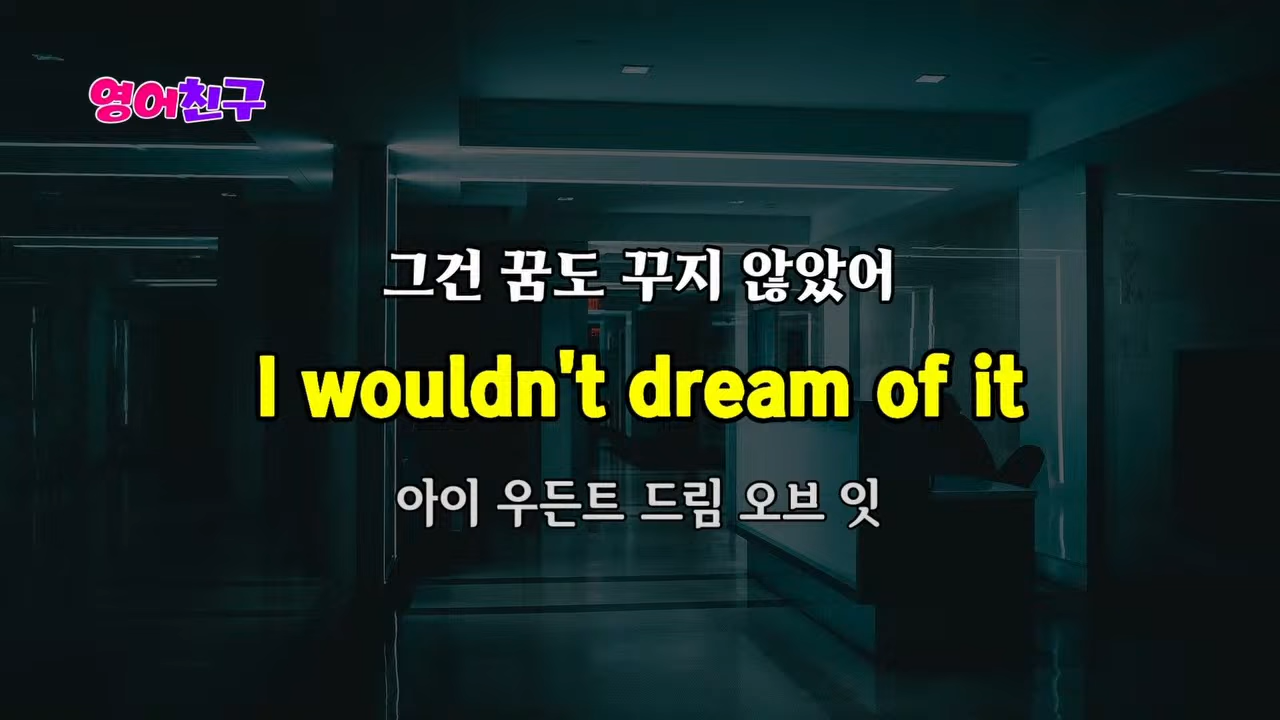 영어친구
그건 꿈도 꾸지 않았어
I wouldn't dream of it
아이 우든트 드림 오브 잇